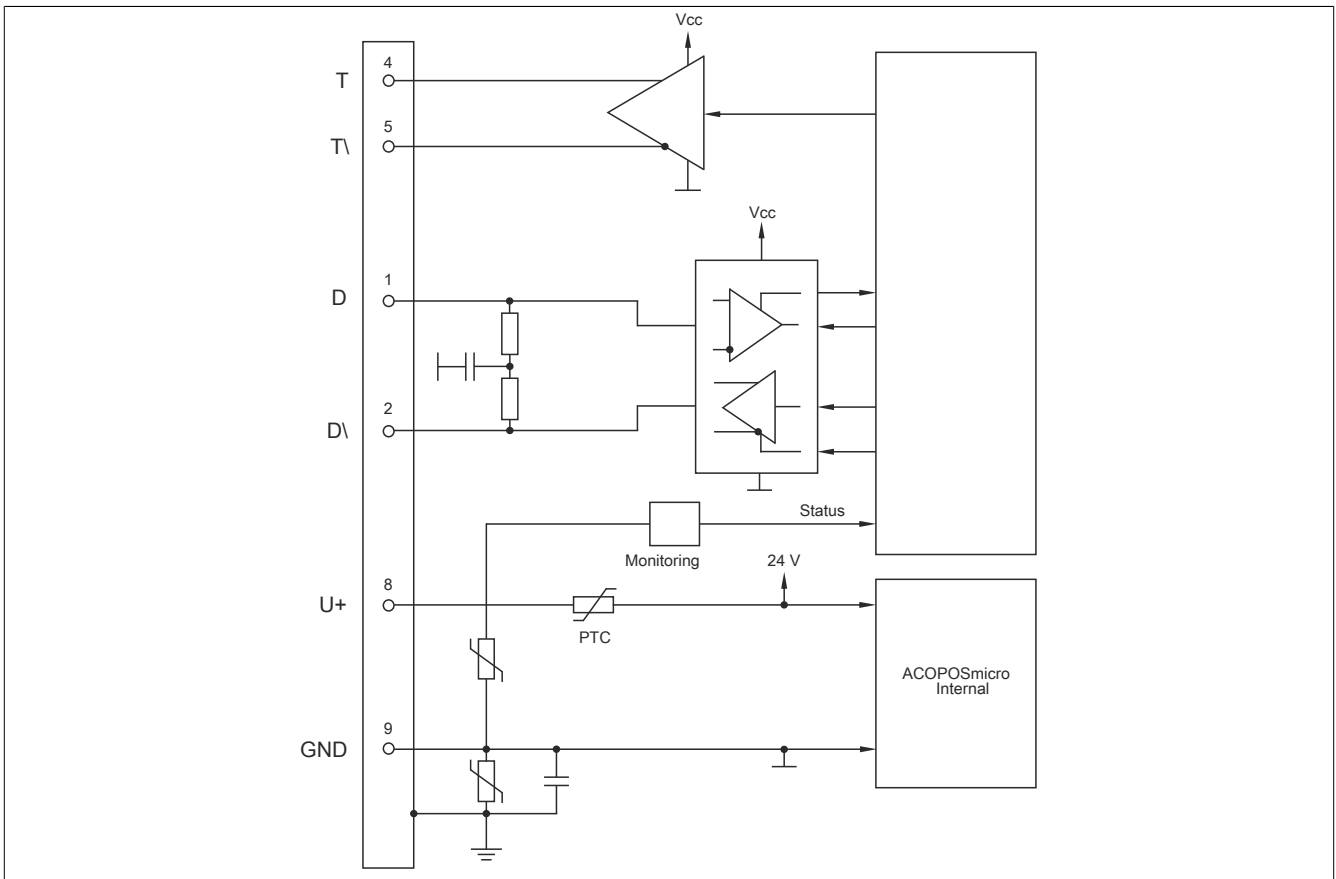 Vcc
4
T
5
T\
Vcc
1
D
2
D\
Status
Monitoring
24 V
8
U+
PTC
ACOPOSmicro
Internal
9
GND